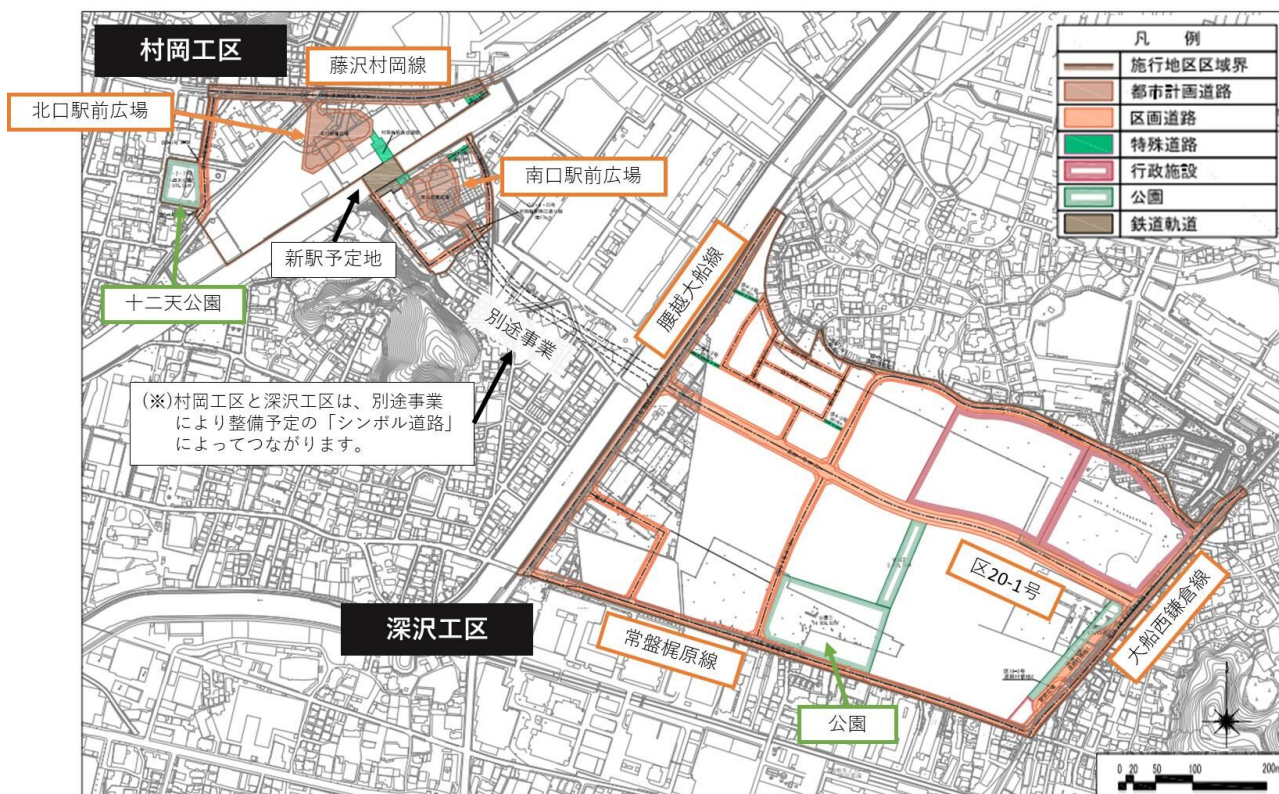 村岡工区
藤沢村岡線
北口駅前広場
南口駅前広場
新駅予定地
十二天公園
別途事業
(※)村岡工区と深沢工区は、別途事業
により整備予定の「シンボル道路」
によってつながります。
腰越大船線
深沢工区
常盤梶原線
区20-1号
大船西鎌倉線
公園
凡 例
施行地区区域界
都市計画道路
区画道路
特殊道路
行政施設
公園
鉄道軌道
0 20 50 100 200m